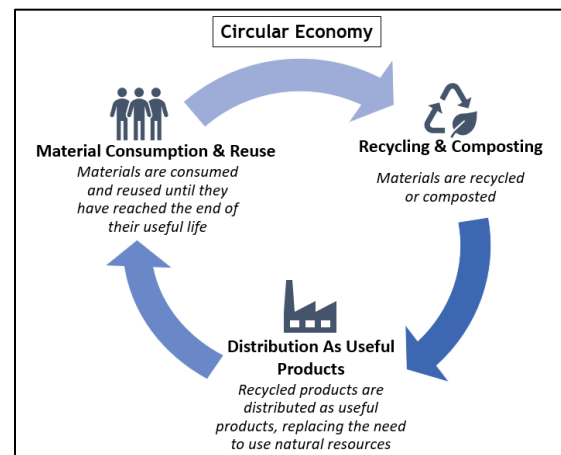 Circular Economy
Material Consumption & Reuse
Materials are consumed
and reused until they
have reached the end of
their useful life
Recycling & Composting
Materials are recycled
or composted
Distribution As Useful
Products
Recycled products are
distributed as useful
products, replacing the need
to use natural resources